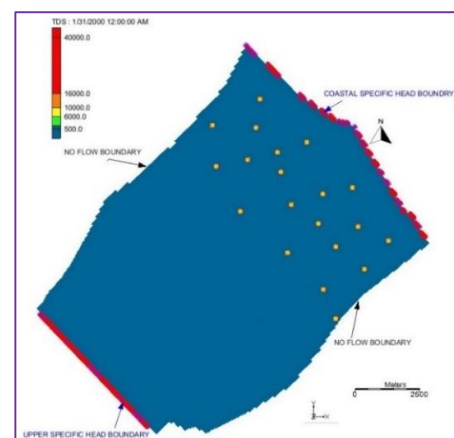 TDS : 1/31/2000 12:00:00 AM
40000.0
16000.0
10000.0
6000.0
500.0
COASTAL SPECIFIC HEAD BOUNDRY
N
NO FLOW BOUNDARY
NO FLOW BOUNDARY
Meters
0 2500
UPPER SPECIFIC HEAD BOUNDARY